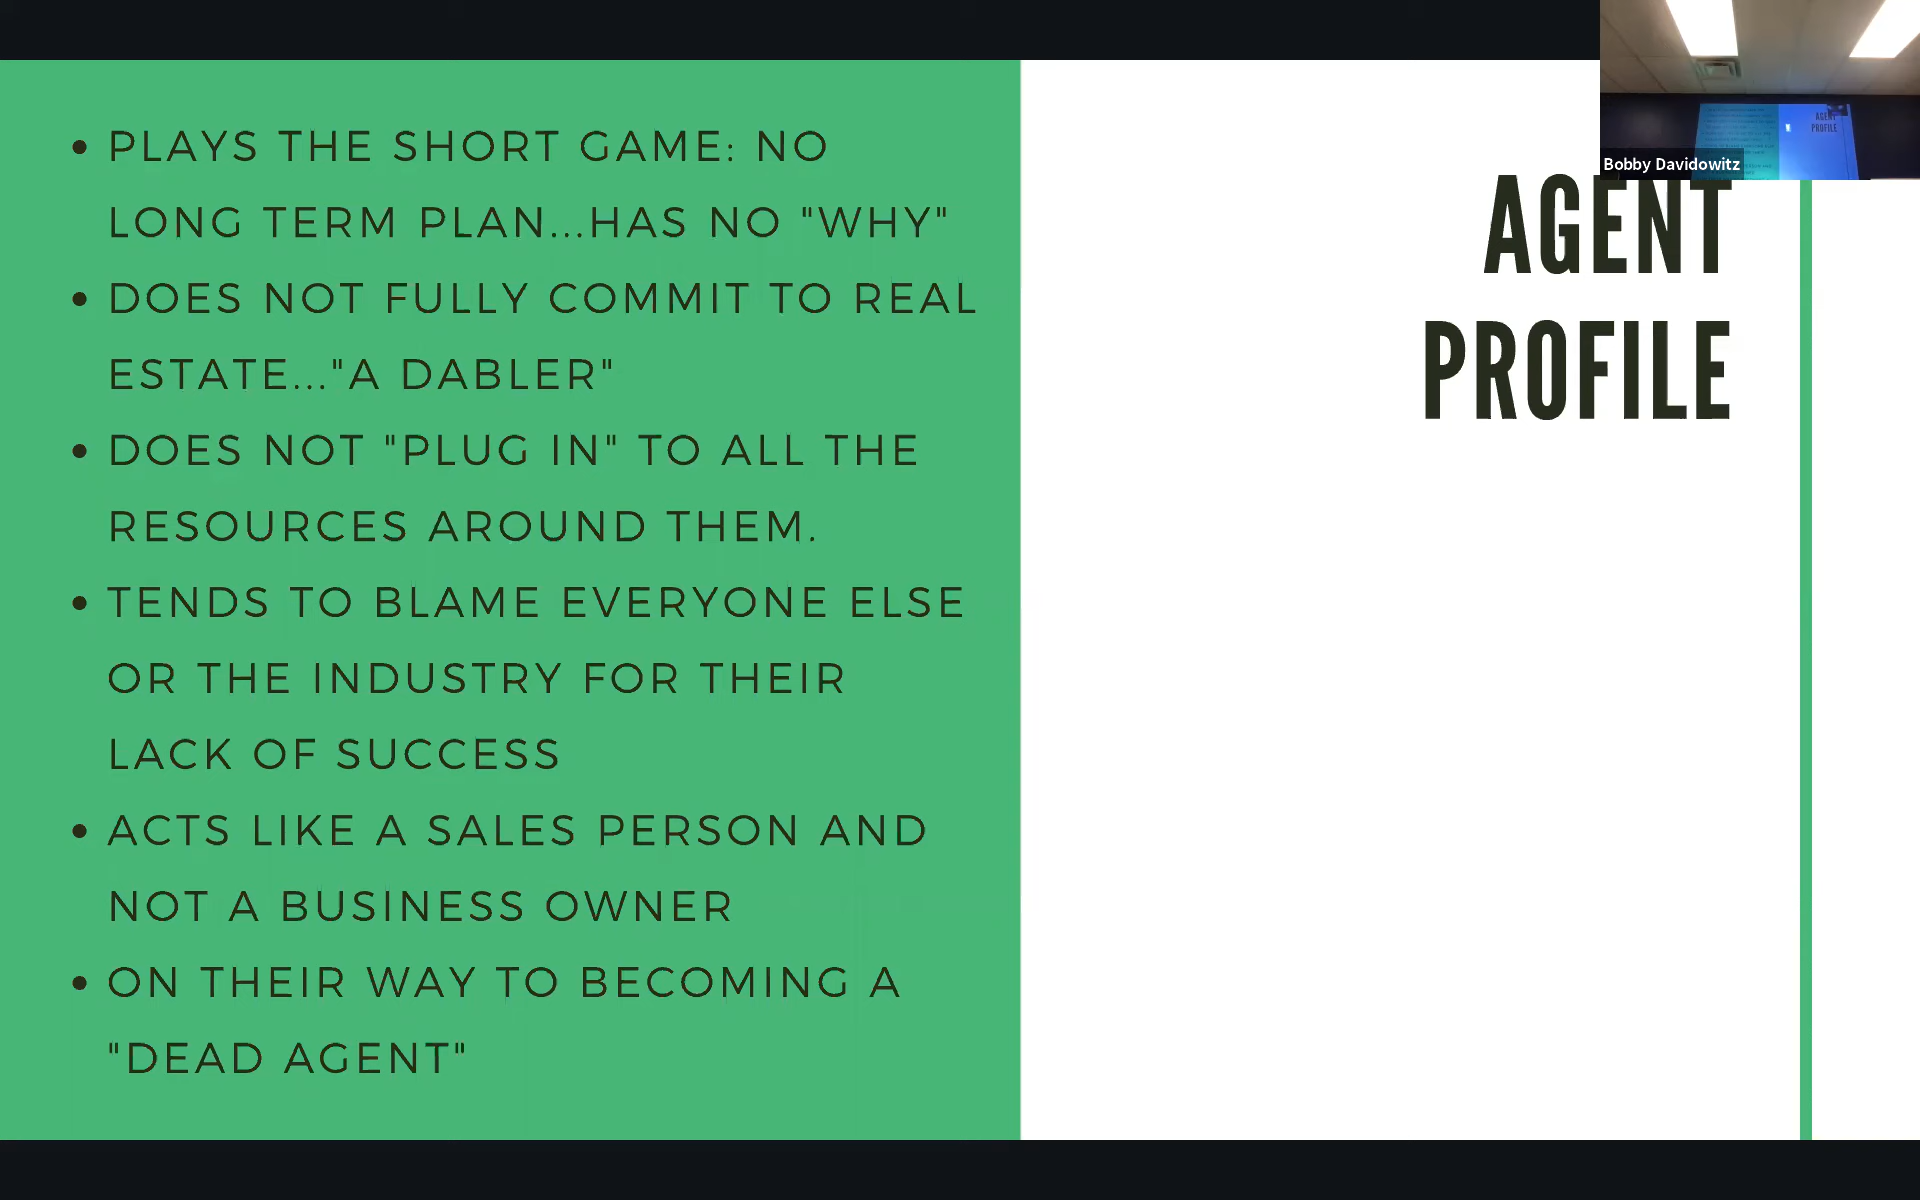 PLAYS THE SHORT GAME: NO
LONG TERM PLAN...HAS NO "WHY"
DOES NOT FULLY COMMIT TO REAL
ESTATE..."A DABLER"
DOES NOT "PLUG IN" TO ALL THE
RESOURCES AROUND THEM.
TENDS TO BLAME EVERYONE ELSE
OR THE INDUSTRY FOR THEIR
LACK OF SUCCESS
ACTS LIKE A SALES PERSON AND
NOT A BUSINESS OWNER
ON THEIR WAY TO BECOMING A
"DEAD AGENT"
AGENT
PROFILE
AGENT
PROFILE
Bobby Davidowitz